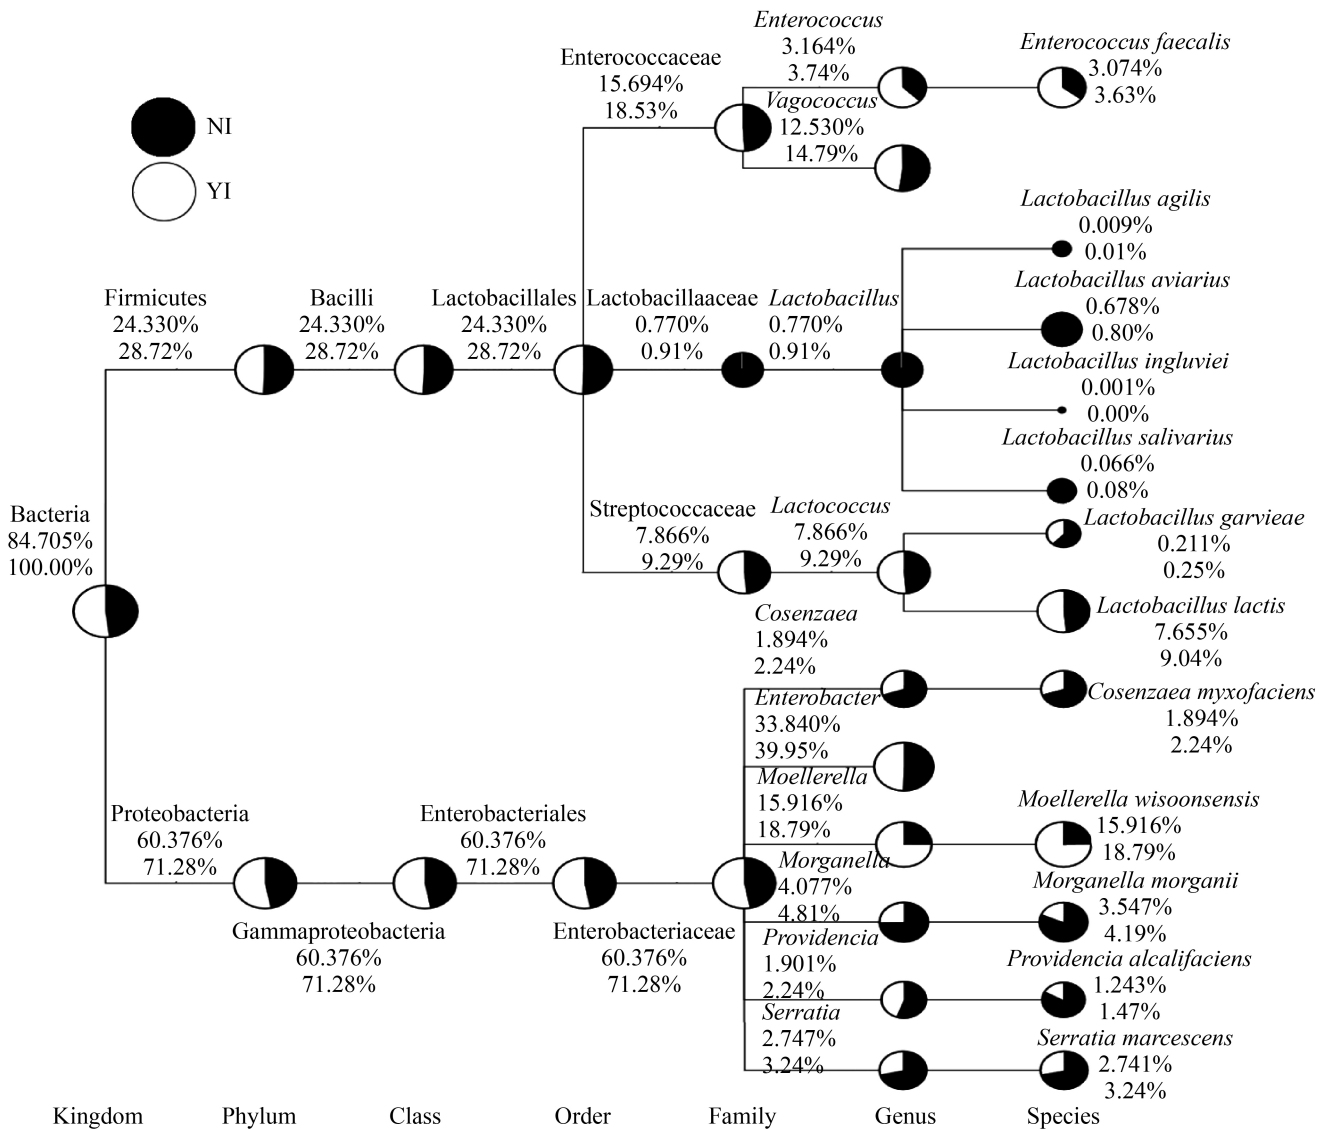 NI
YI
Enterococcaceae
15.694%
18.53%
Enterococcus
3.164%
3.74%
Enterococcus faecalis
3.074%
3.63%
Vagococcus
12.530%
14.79%
Firmicutes
24.330%
28.72%
Bacilli
24.330%
28.72%
Lactobacillales
24.330%
28.72%
Lactobacillaaceae
0.770%
0.91%
Lactobacillus
0.770%
0.91%
Lactobacillus agilis
0.009%
0.01%
Lactobacillus aviarius
0.678%
0.80%
Lactobacillus ingluviei
0.001%
0.00%
Lactobacillus salivarius
0.066%
0.08%
Streptococcaceae
7.866%
9.29%
Lactococcus
7.866%
9.29%
Lactobacillus garvieae
0.211%
0.25%
Lactobacillus lactis
7.655%
9.04%
Bacteria
84.705%
100.00%
Cosenzaea
1.894%
2.24%
Cosenzaea myxofaciens
1.894%
2.24%
Enterobacter
33.840%
39.95%
Moellerella
15.916%
18.79%
Moellerella wisoonsensis
15.916%
18.79%
Proteobacteria
60.376%
71.28%
Gammaproteobacteria
60.376%
71.28%
Enterobacteriales
60.376%
71.28%
Enterobacteriaceae
60.376%
71.28%
Morganella
4.077%
4.81%
Morganella morganii
3.547%
4.19%
Providencia
1.901%
2.24%
Providencia alcalifaciens
1.243%
1.47%
Serratia
2.747%
3.24%
Serratia marcescens
2.741%
3.24%
Kingdom Phylum Class Order Family Genus Species